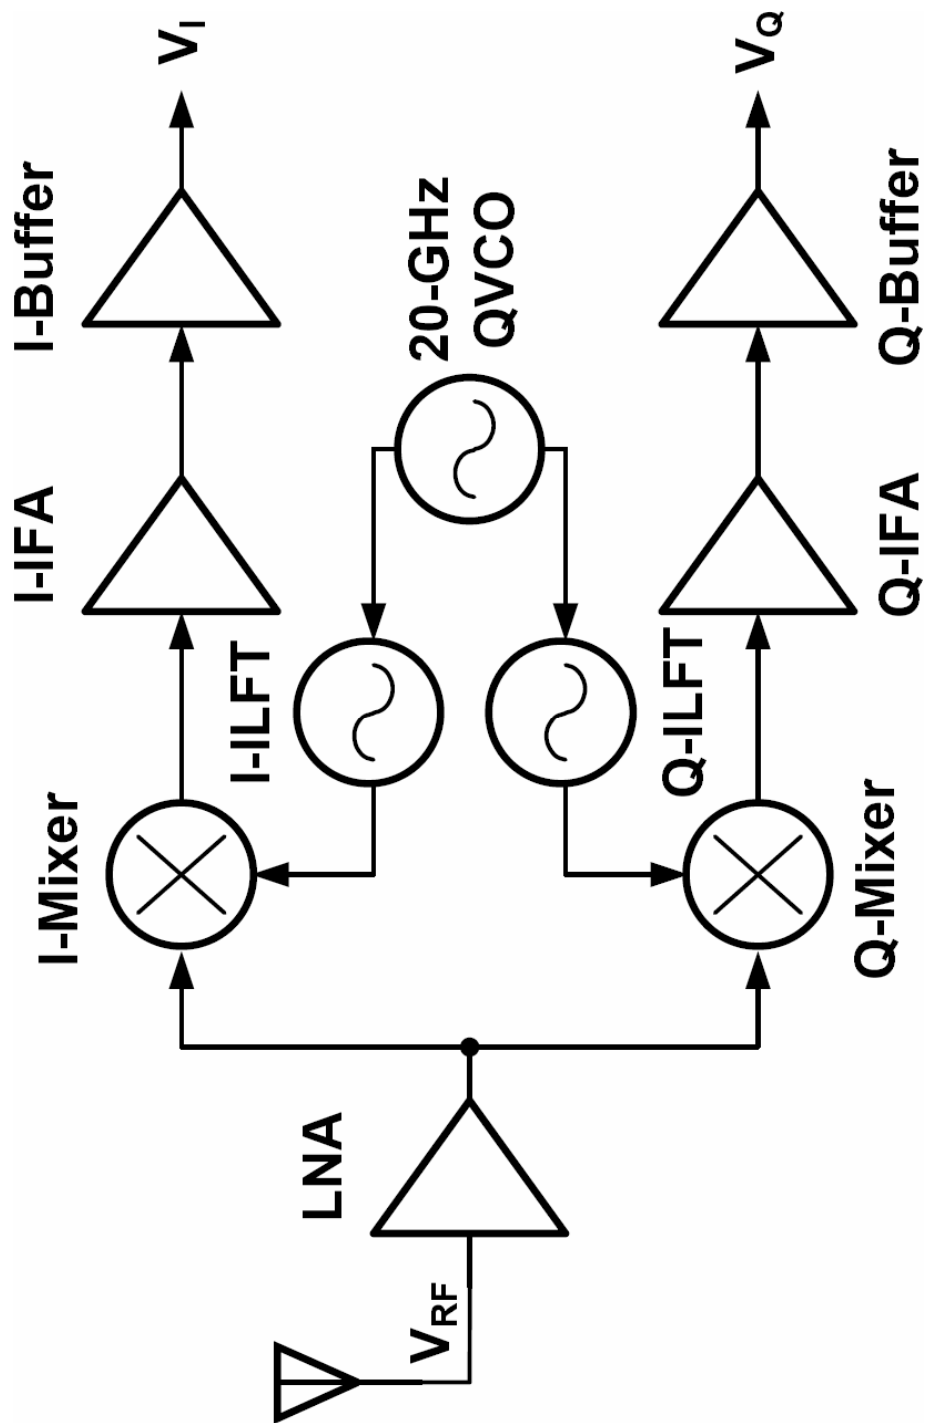 I-Mixer
I-IFA
I-Buffer
V_I
I-ILFT
20-GHz
QVCO
LNA
V_RF
Q-ILFT
V_Q
Q-Mixer
Q-IFA
Q-Buffer